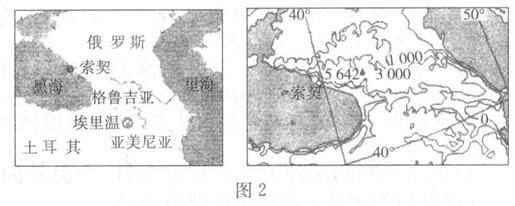 俄罗斯
索契
黑海
里海
格鲁吉亚
埃里温
土耳其
亚美尼亚
40°
50°
1 000
5 642
3 000
索契
0
40°
图2